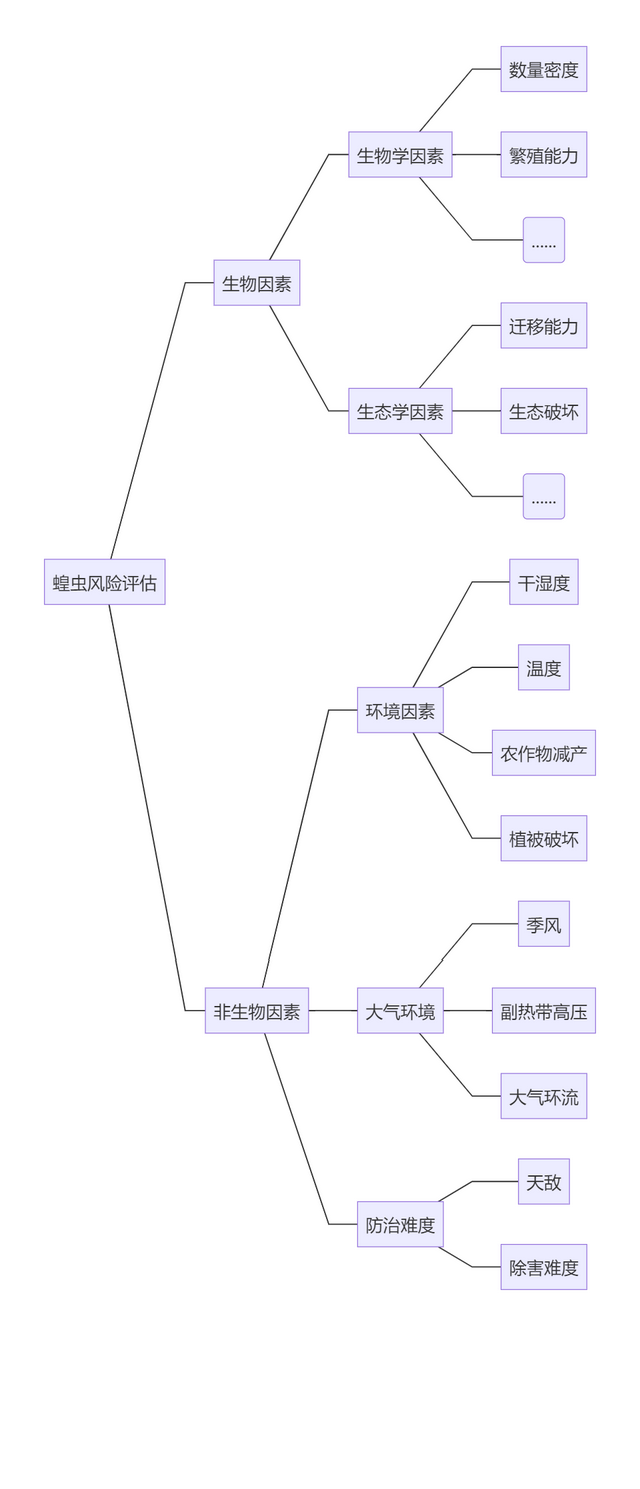 数量密度
生物学因素
繁殖能力
......
生物因素
迁移能力
生态学因素
生态破坏
......
蝗虫风险评估
干湿度
温度
环境因素
农作物减产
植被破坏
季风
非生物因素
大气环境
副热带高压
大气环流
天敌
防治难度
除害难度